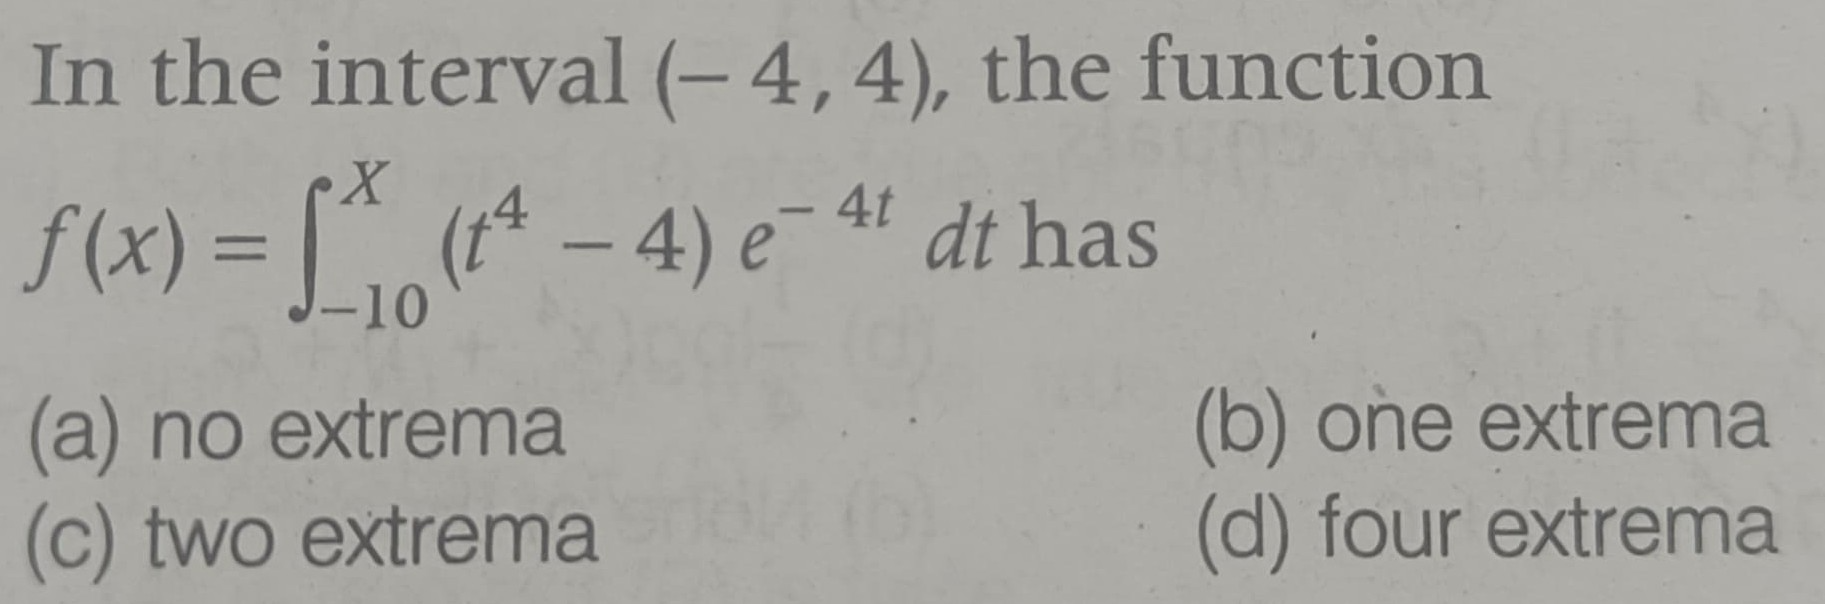 In the interval (– 4, 4), the function
f(x) = ∫_{–10}^{X} (t⁴ – 4) e^{– 4t} dt has
(a) no extrema (b) one extrema
(c) two extrema (d) four extrema